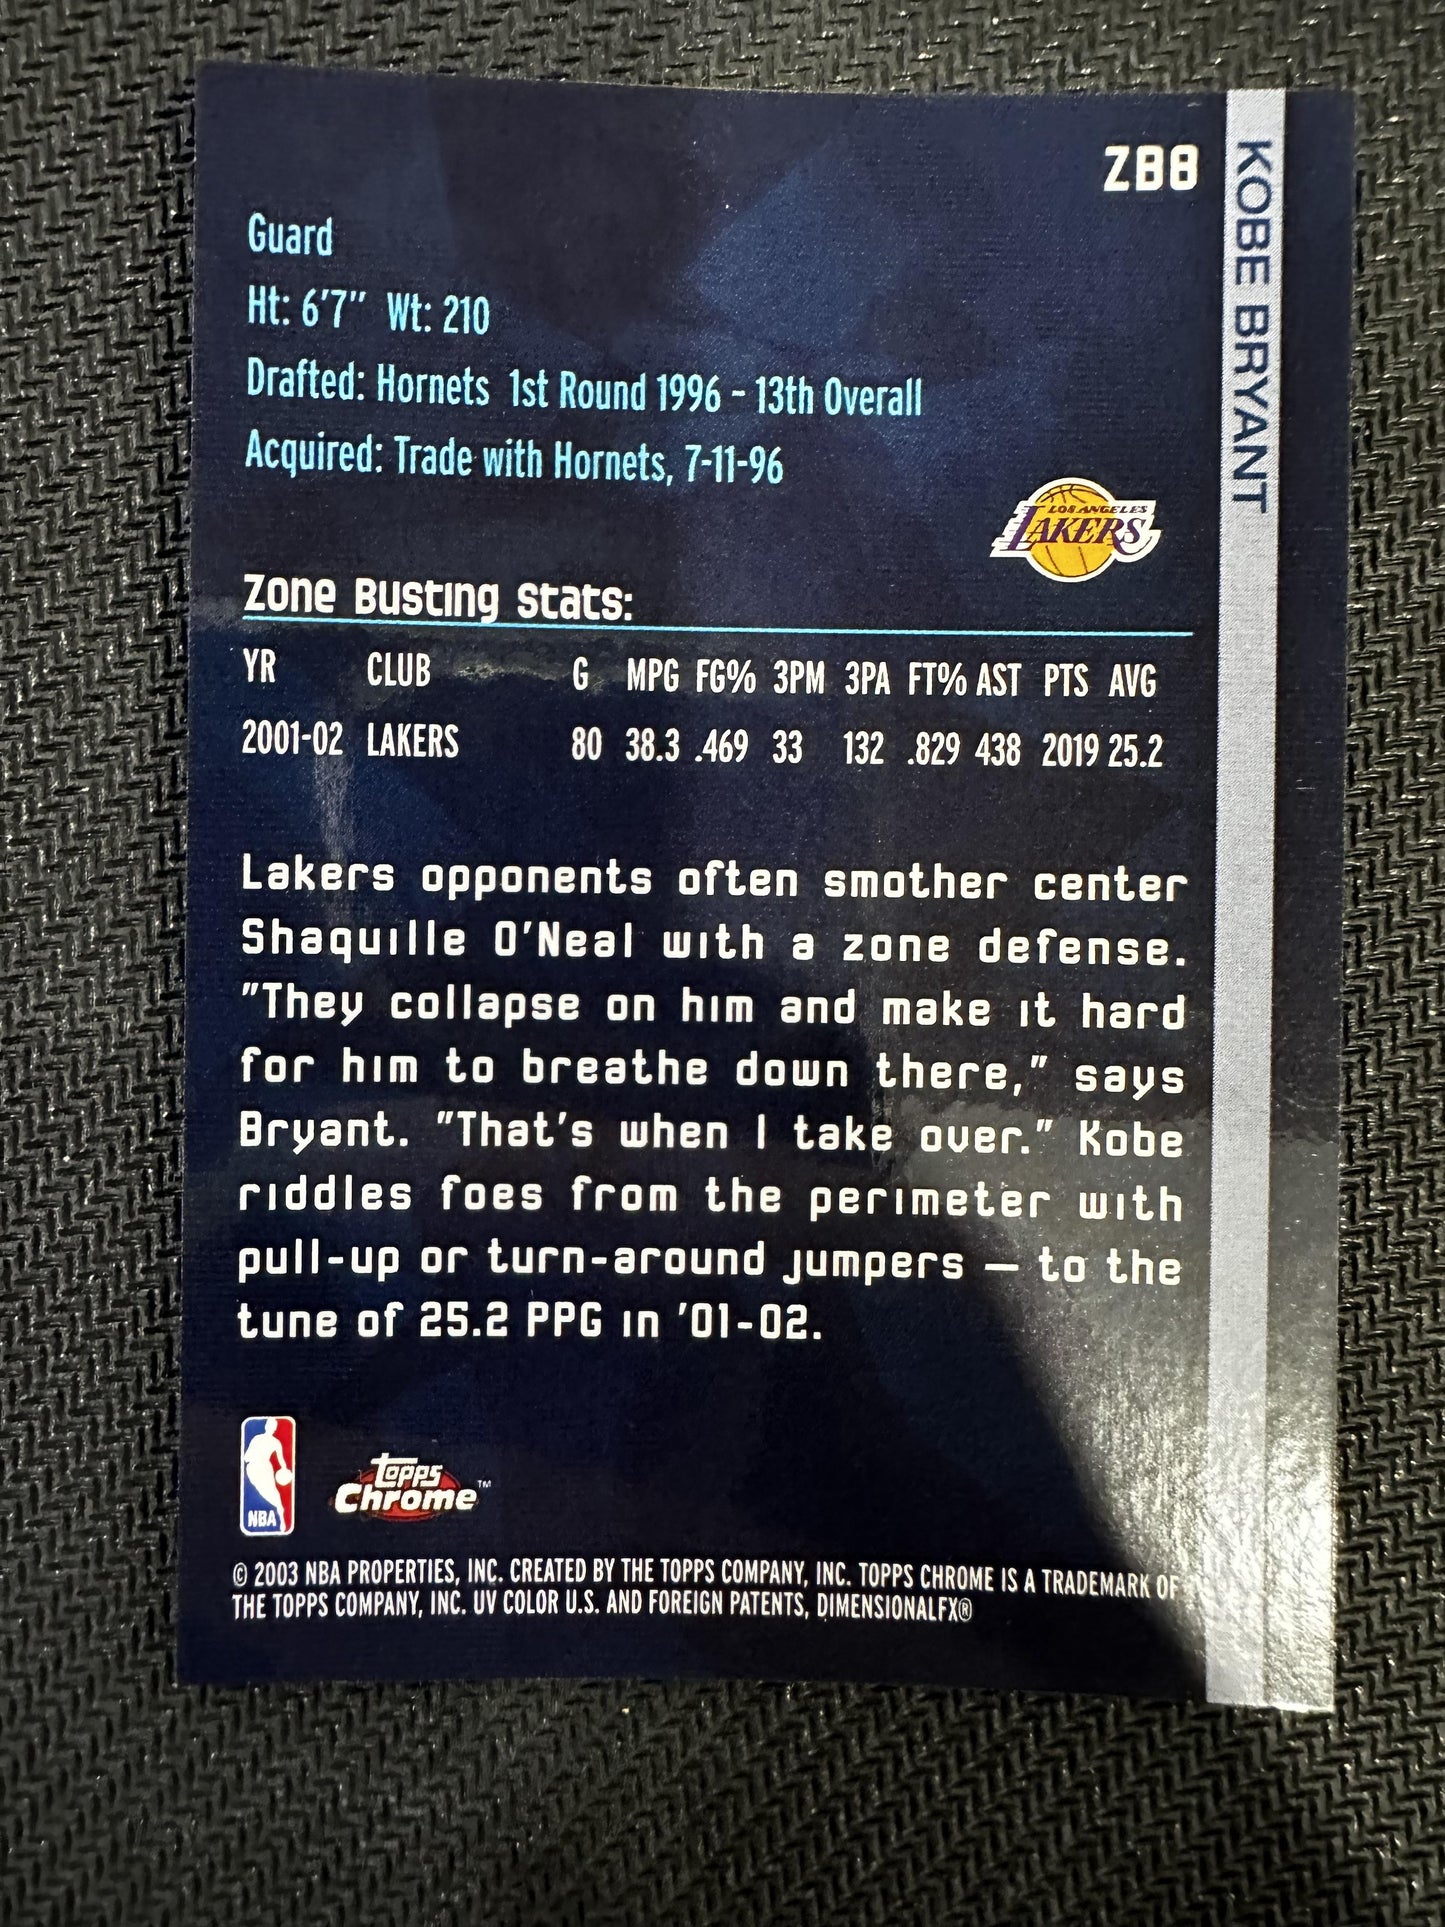 ZB8
KOBE BRYANT
Guard
Ht: 6'7" Wt: 210
Drafted: Hornets 1st Round 1996 - 13th Overall
Acquired: Trade with Hornets, 7-11-96
LOS ANGELES
LAKERS
Zone Busting Stats:
YR CLUB G MPG FG% 3PM 3PA FT% AST PTS AVG
2001-02 LAKERS 80 38.3 .469 33 132 .829 438 2019 25.2
Lakers opponents often smother center
Shaquille O'Neal with a zone defense.
"They collapse on him and make it hard
for him to breathe down there," says
Bryant. "That's when I take over." Kobe
riddles foes from the perimeter with
pull-up or turn-around jumpers — to the
tune of 25.2 PPG in '01-02.
NBA
Topps
Chrome™
© 2003 NBA PROPERTIES, INC. CREATED BY THE TOPPS COMPANY, INC. TOPPS CHROME IS A TRADEMARK OF
THE TOPPS COMPANY, INC. UV COLOR U.S. AND FOREIGN PATENTS, DIMENSIONALFX®